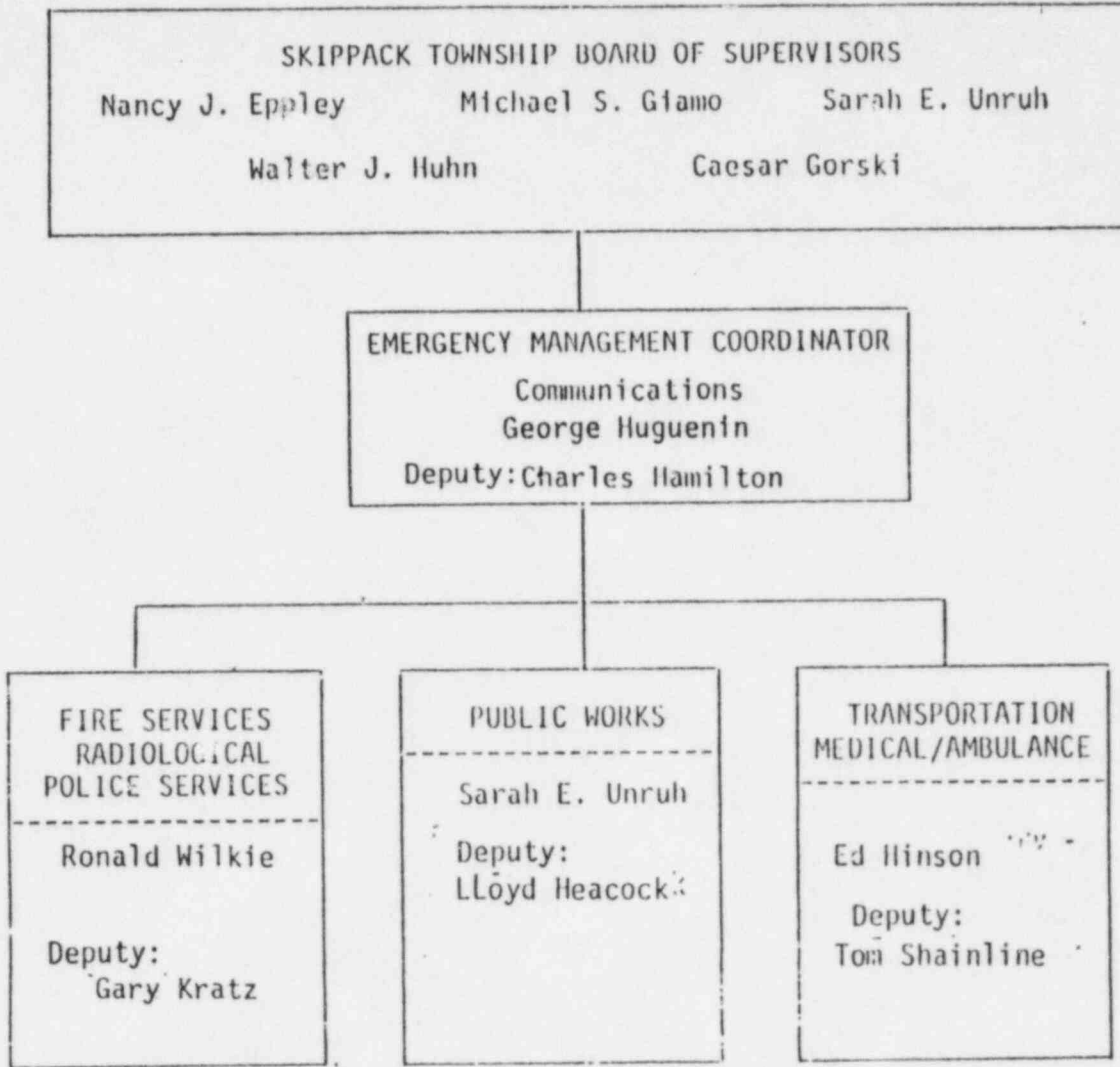 SKIPPACK TOWNSHIP BOARD OF SUPERVISORS
Nancy J. Eppley Michael S. Giamo Sarah E. Unruh
Walter J. Huhn Caesar Gorski
EMERGENCY MANAGEMENT COORDINATOR
Communications
George Huguenin
Deputy: Charles Hamilton
FIRE SERVICES
RADIOLOGICAL
POLICE SERVICES
Ronald Wilkie
Deputy:
Gary Kratz
PUBLIC WORKS
Sarah E. Unruh
Deputy:
LLoyd Heacock
TRANSPORTATION
MEDICAL/AMBULANCE
Ed Hinson
Deputy:
Tom Shainline